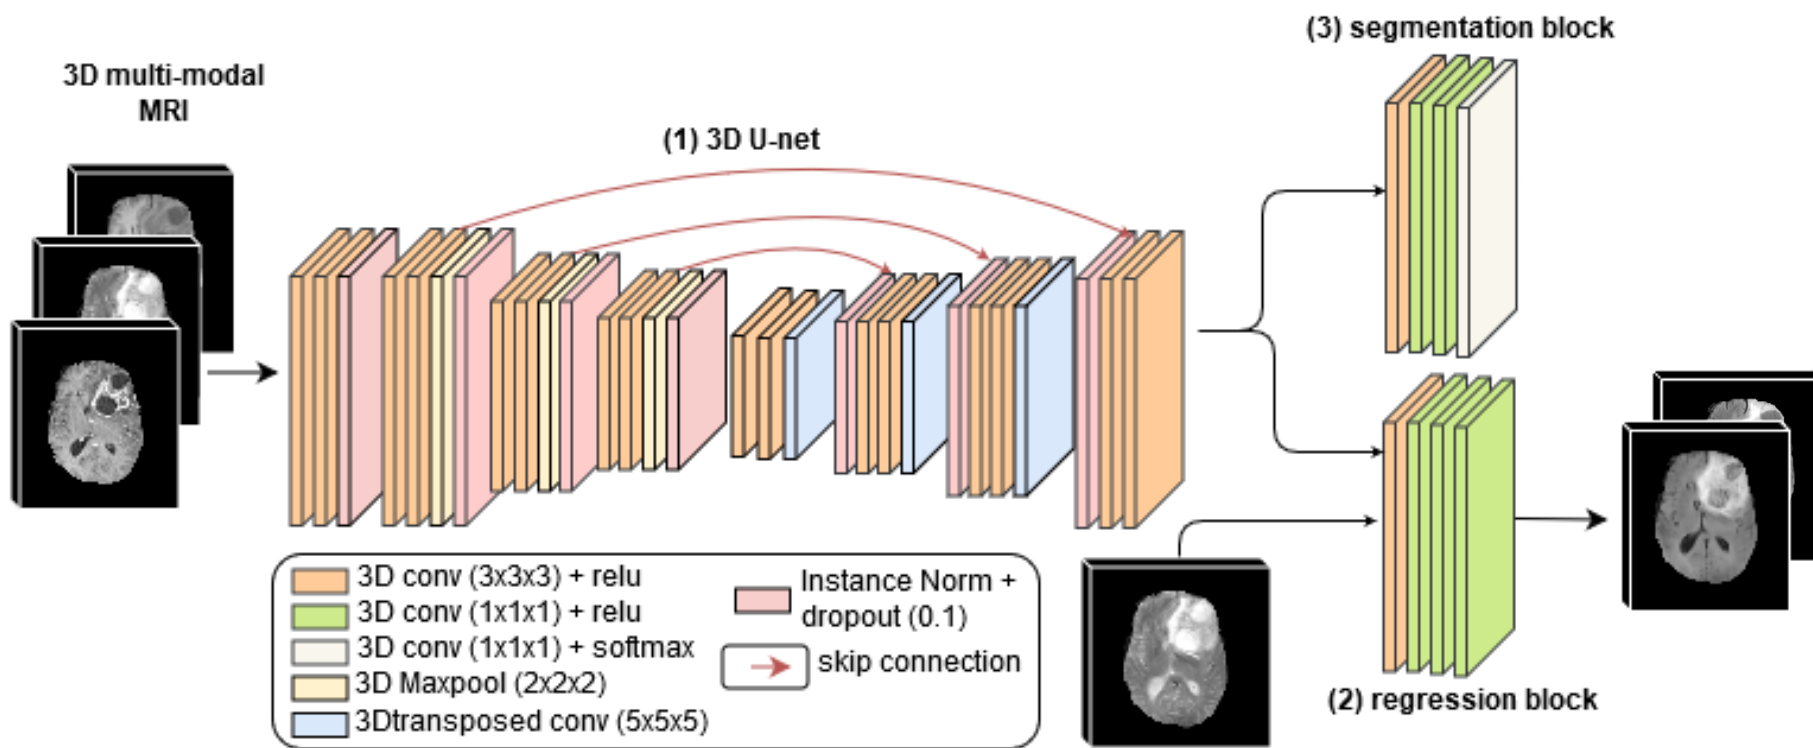 3D multi-modal
MRI
(1) 3D U-net
(3) segmentation block
(2) regression block
3D conv (3x3x3) + relu
3D conv (1x1x1) + relu
3D conv (1x1x1) + softmax
3D Maxpool (2x2x2)
3Dtransposed conv (5x5x5)
Instance Norm +
dropout (0.1)
skip connection